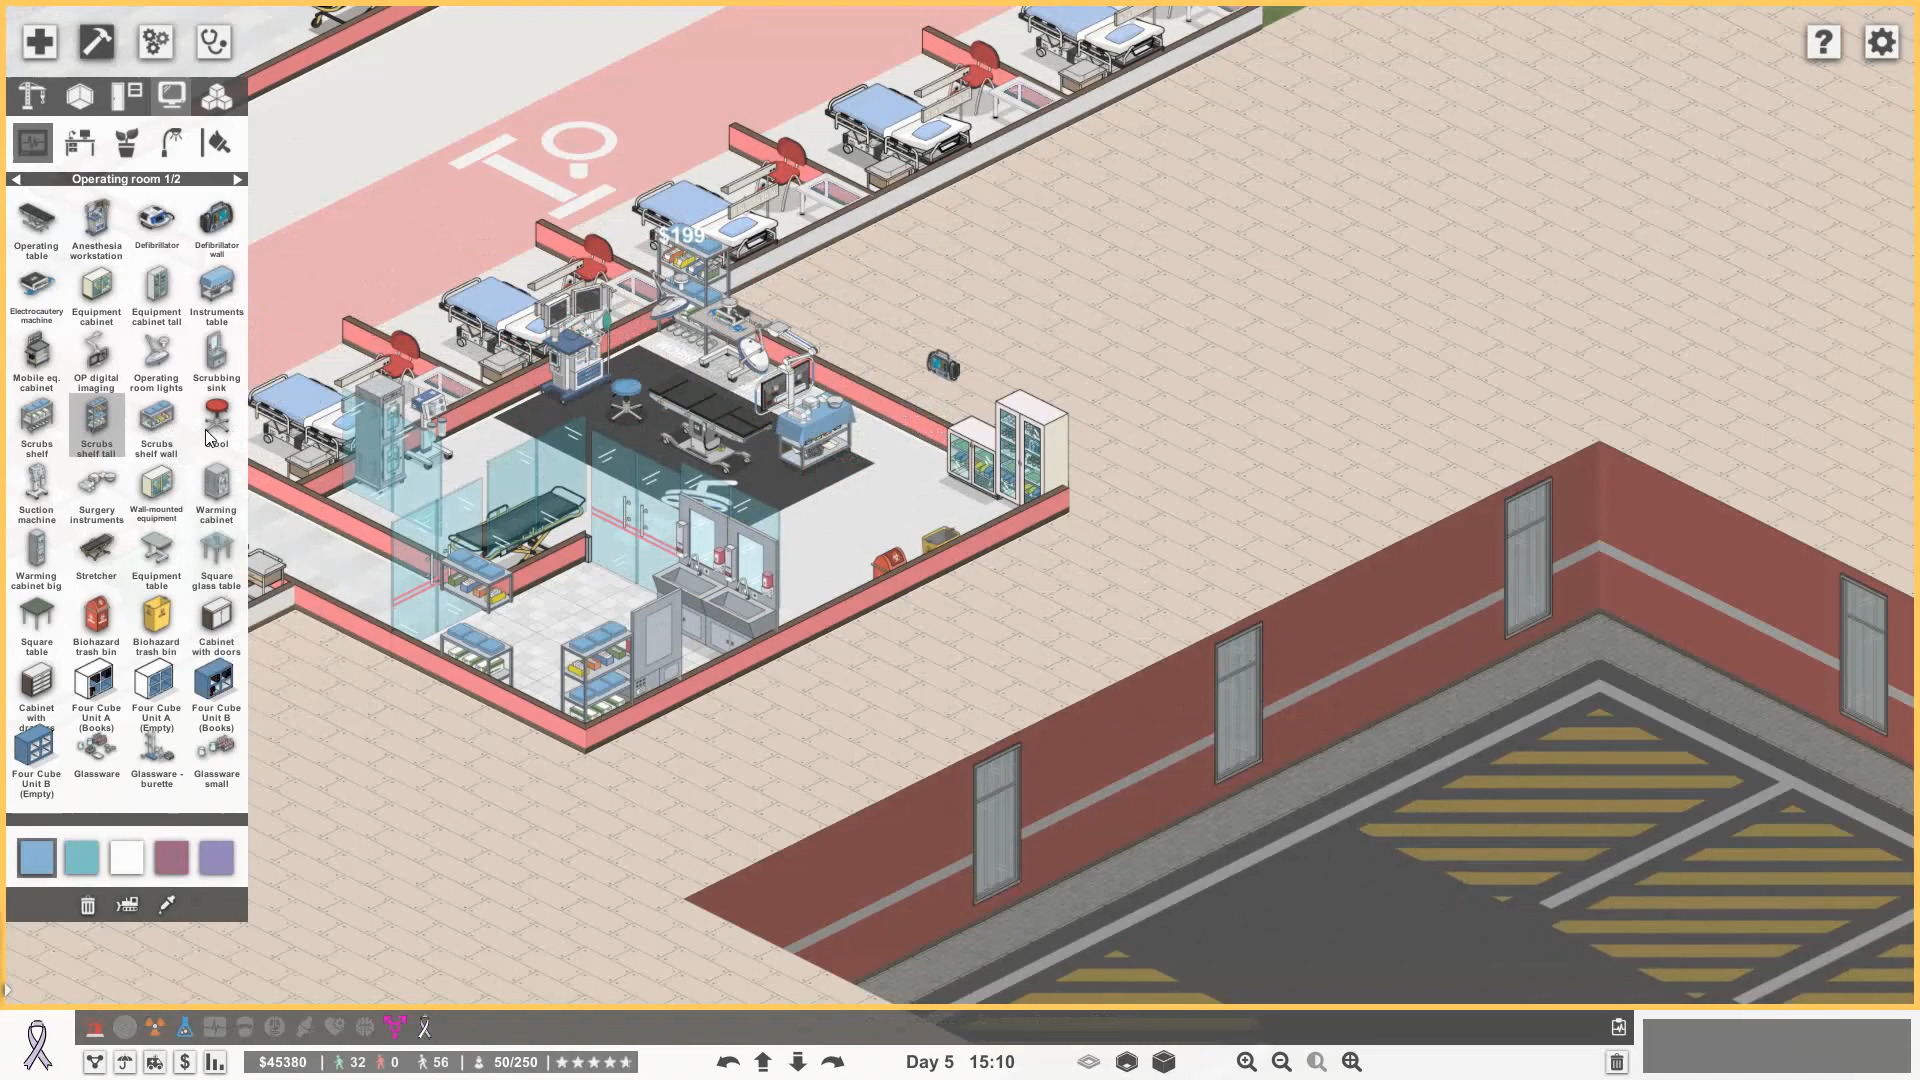 Operating room 1/2
Operating table
Anesthesia workstation
Defibrillator
Defibrillator wall
Electrocautery machine
Equipment cabinet
Equipment cabinet tall
Instruments table
Mobile eq. cabinet
OP digital imaging
Operating room lights
Scrubbing sink
Scrubs shelf
Scrubs shelf tall
Scrubs shelf wall
Suction machine
Surgery instruments
Wall-mounted equipment
Warming cabinet
Warming cabinet big
Stretcher
Equipment table
Square glass table
Square table
Biohazard trash bin
Biohazard trash bin
Cabinet with doors
Cabinet with
Four Cube Unit A (Books)
Four Cube Unit A (Empty)
Four Cube Unit B (Books)
Four Cube Unit B (Empty)
Glassware
Glassware - burette
Glassware small
$199
?
$45380 | 32 0 56 | 50/250
Day 5 15:10